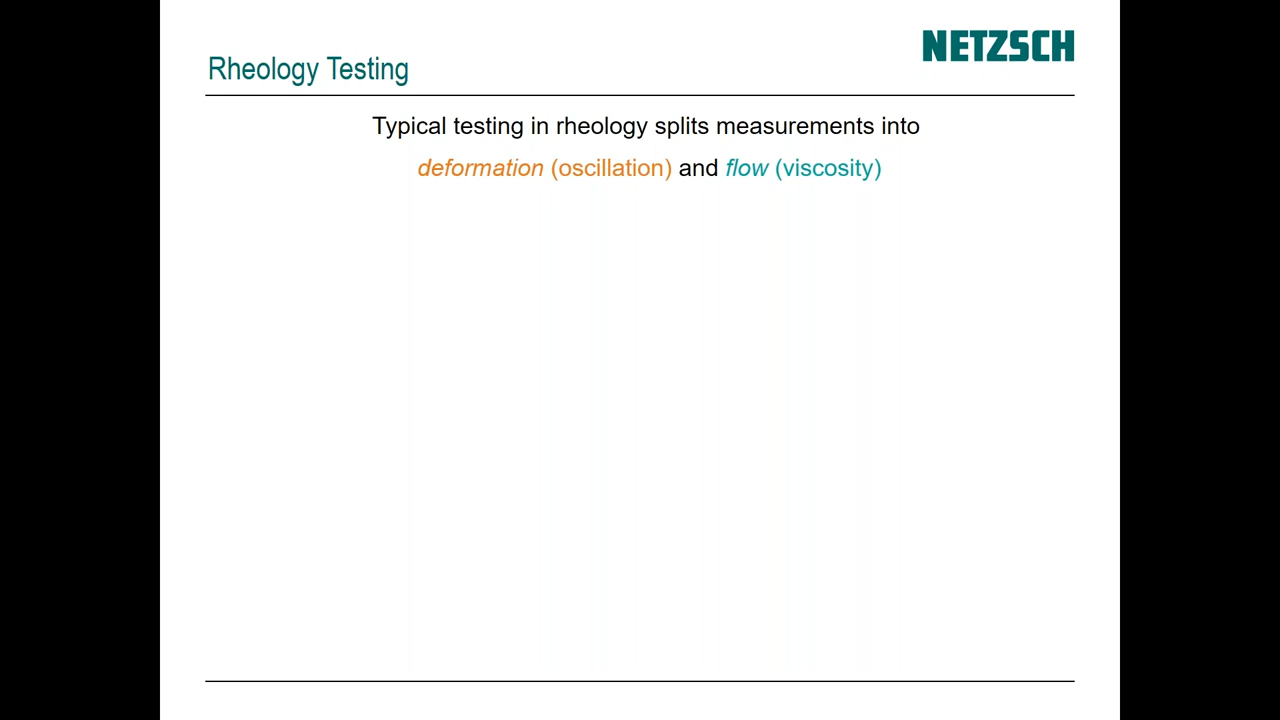 NETZSCH
Rheology Testing
Typical testing in rheology splits measurements into
deformation (oscillation) and flow (viscosity)